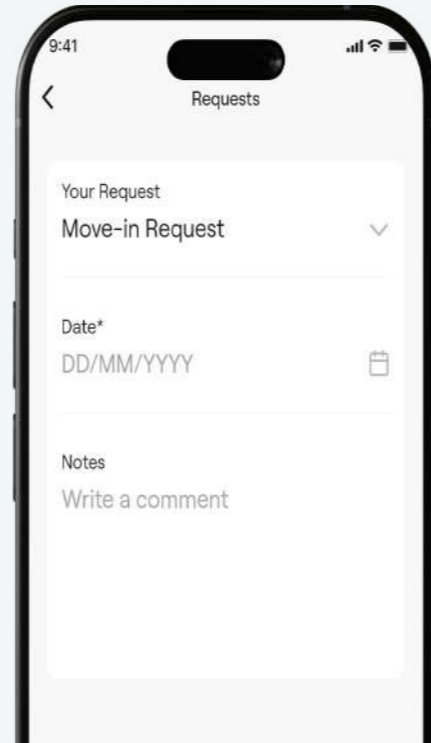 9:41
Requests
Your Request
Move-in Request
Date*
DD/MM/YYYY
Notes
Write a comment